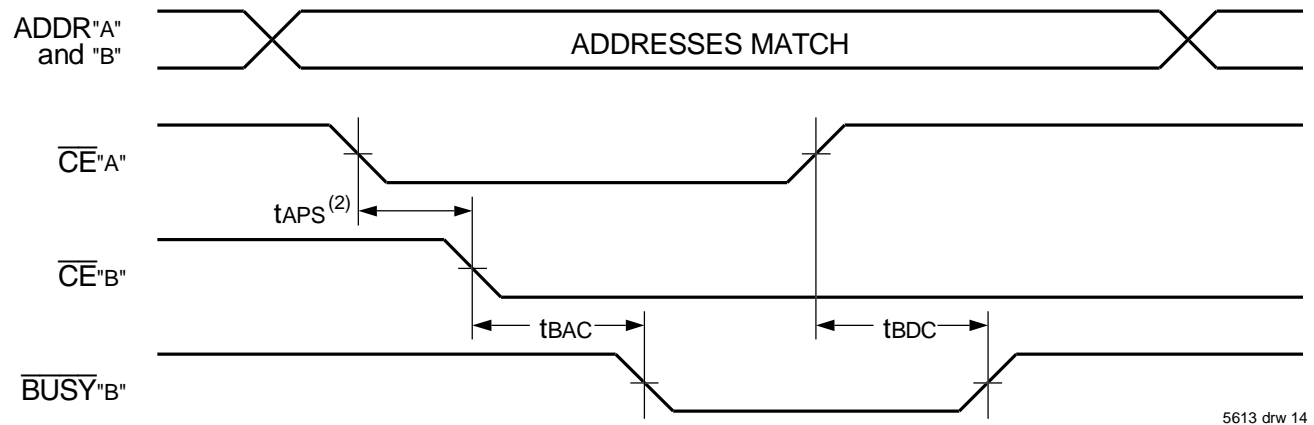 ADDR"A"
and "B"
ADDRESSES MATCH
CE"A"
tAPS(2)
CE"B"
tBAC
tBDC
BUSY"B"
5613 drw 14